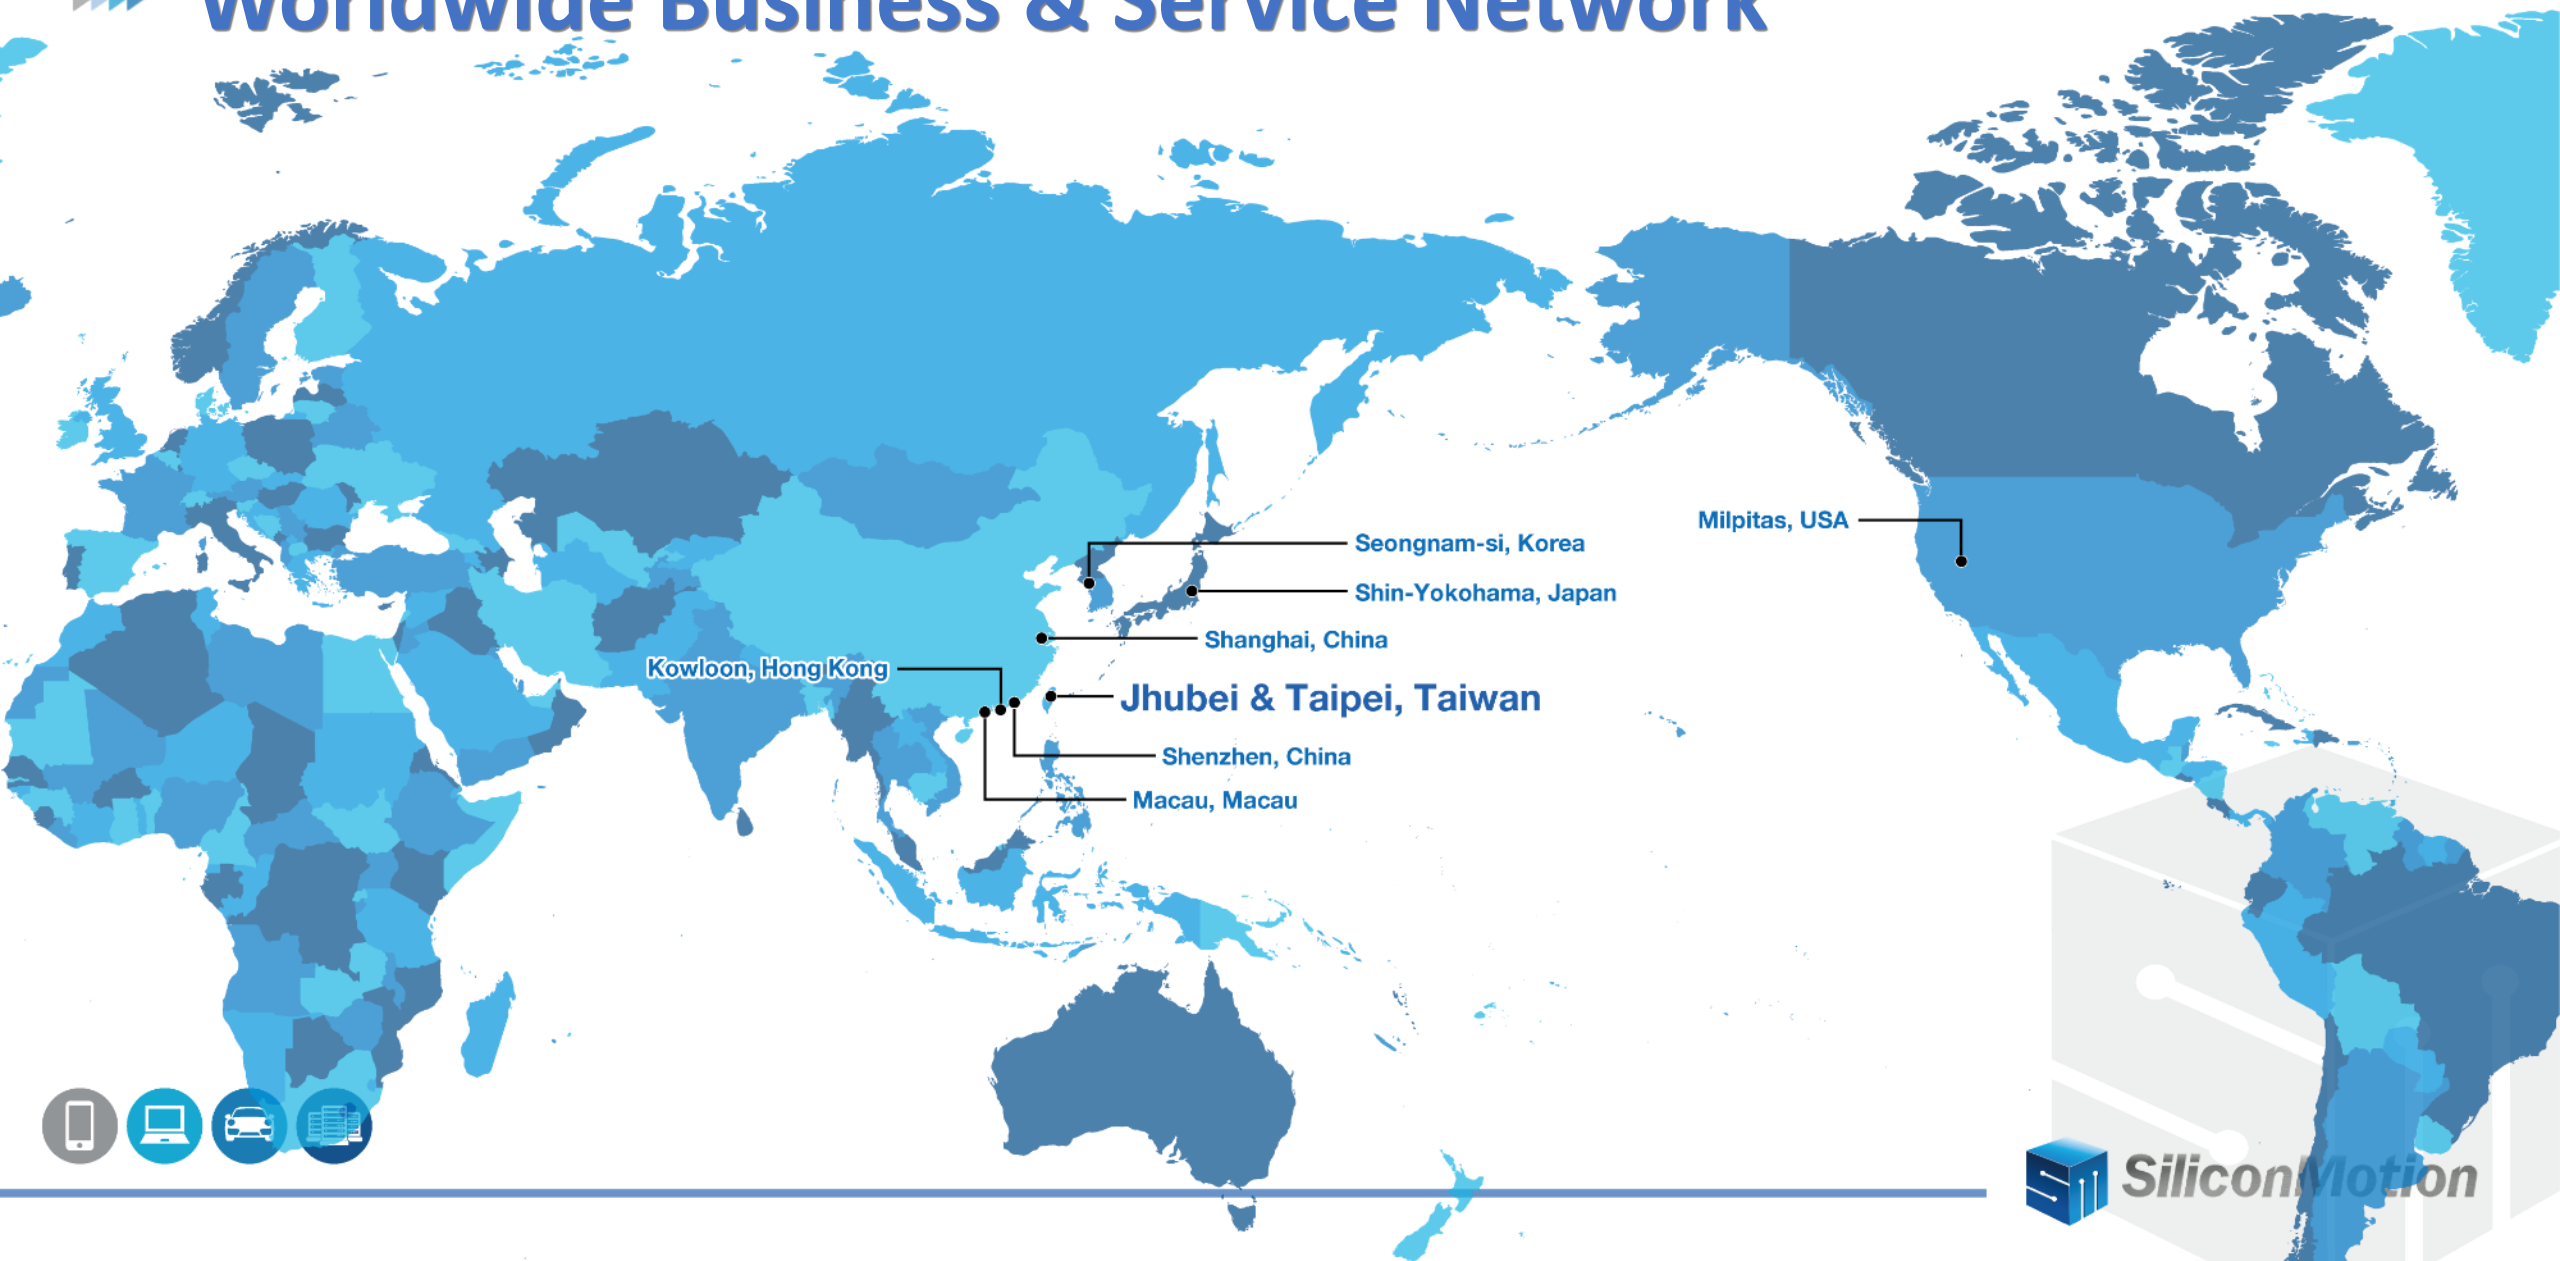 Worldwide Business & Service Network
Milpitas, USA
Seongnam-si, Korea
Shin-Yokohama, Japan
Shanghai, China
Kowloon, Hong Kong
Jhubei & Taipei, Taiwan
Shenzhen, China
Macau, Macau
SiliconMotion